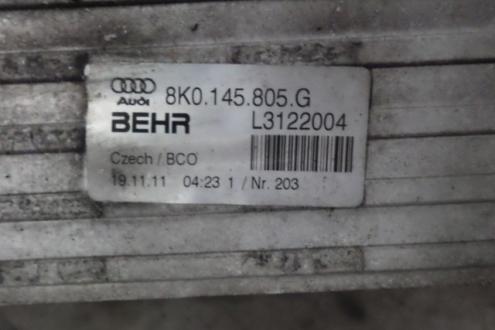 Audi 8K0.145.805.G
BEHR L3122004
Czech / BCO
19.11.11 04:23 1 / Nr. 203